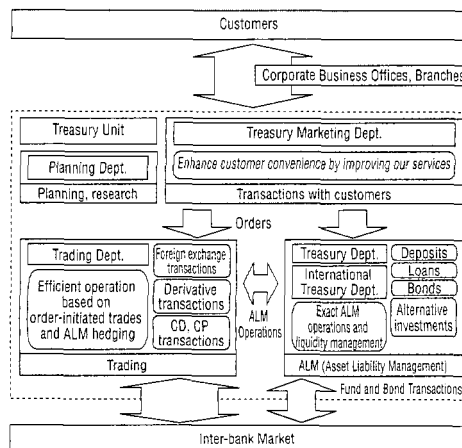 Customers
Corporate Business Offices, Branches
Treasury Unit
Planning Dept.
Planning, research
Treasury Marketing Dept.
Enhance customer convenience by improving our services
Transactions with customers
Orders
Trading Dept.
Efficient operation
based on
order-initiated trades
and ALM hedging
Foreign exchange
transactions
Derivative
transactions
CD, CP
transactions
Trading
ALM
Operations
Treasury Dept.
International
Treasury Dept.
Exact ALM
operations and
liquidity management
Deposits
Loans
Bonds
Alternative
investments
ALM (Asset Liability Management)
Fund and Bond Transactions
Inter-bank Market